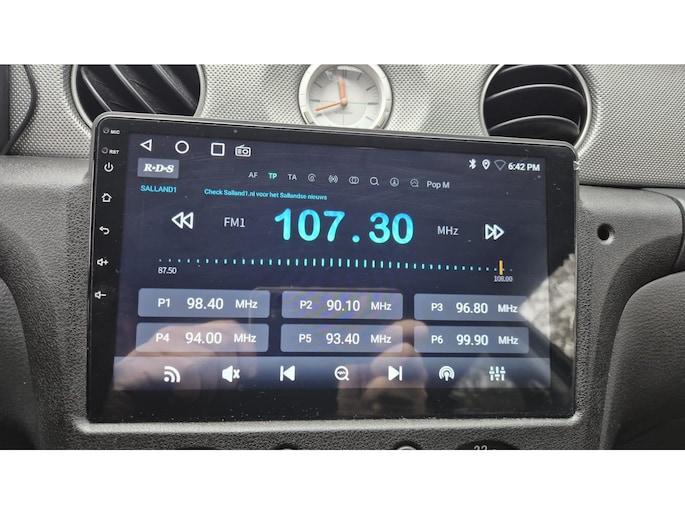 MIC
RST
6:42 PM
R·D·S
AF TP TA Pop M
SALLAND1
Check Salland1.nl voor het Sallandse nieuws
FM1 107.30 MHz
87.50 108.00
P1 98.40 MHz
P2 90.10 MHz
P3 96.80 MHz
P4 94.00 MHz
P5 93.40 MHz
P6 99.90 MHz